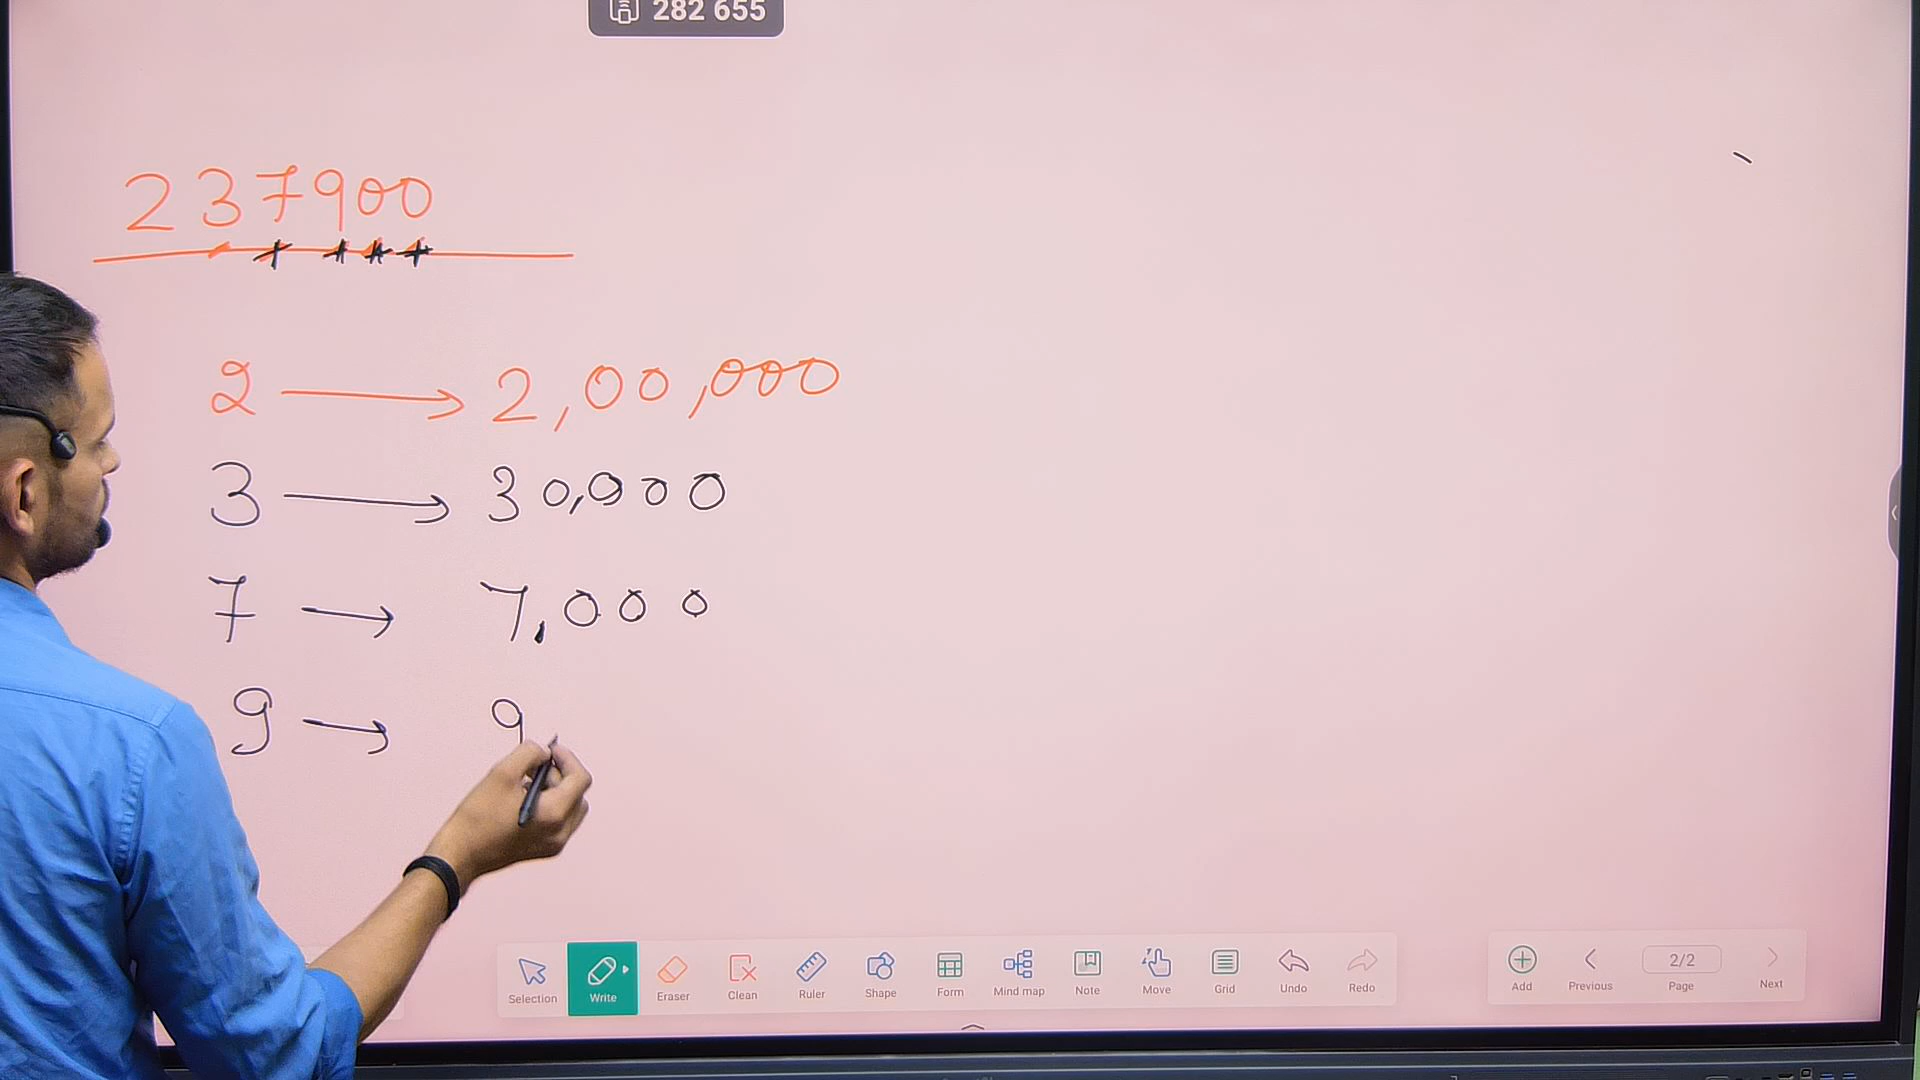 282 655
237900
2 → 2,00,000
3 → 30,000
7 → 7,000
9 → 9
Selection Write Eraser Clean Ruler Shape Form Mind map Note Move Grid Undo Redo
Add Previous 2/2 Page Next